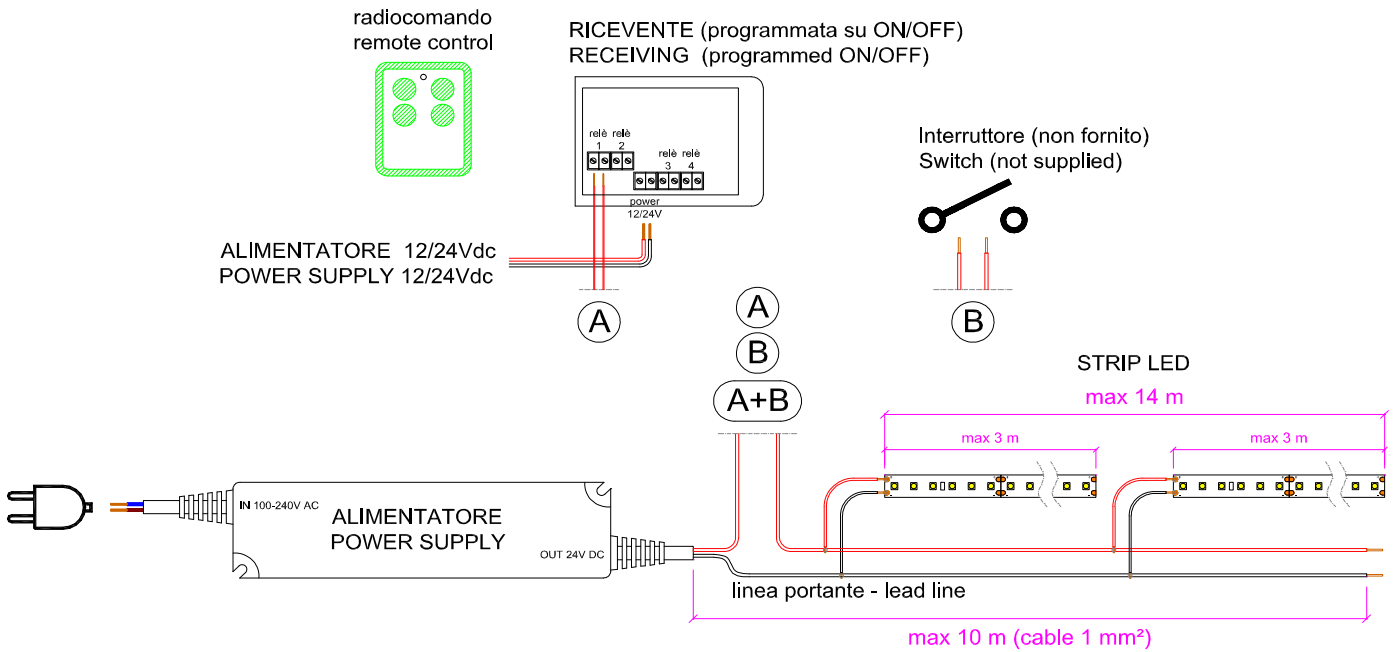 radiocomando
remote control
RICEVENTE (programmata su ON/OFF)
RECEIVING (programmed ON/OFF)
relè relè
1 2
relè relè
3 4
power
12/24V
Interruttore (non fornito)
Switch (not supplied)
ALIMENTATORE 12/24Vdc
POWER SUPPLY 12/24Vdc
A
B
A
B
A+B
STRIP LED
max 14 m
max 3 m
max 3 m
IN 100-240V AC
ALIMENTATORE
POWER SUPPLY
OUT 24V DC
linea portante - lead line
max 10 m (cable 1 mm²)